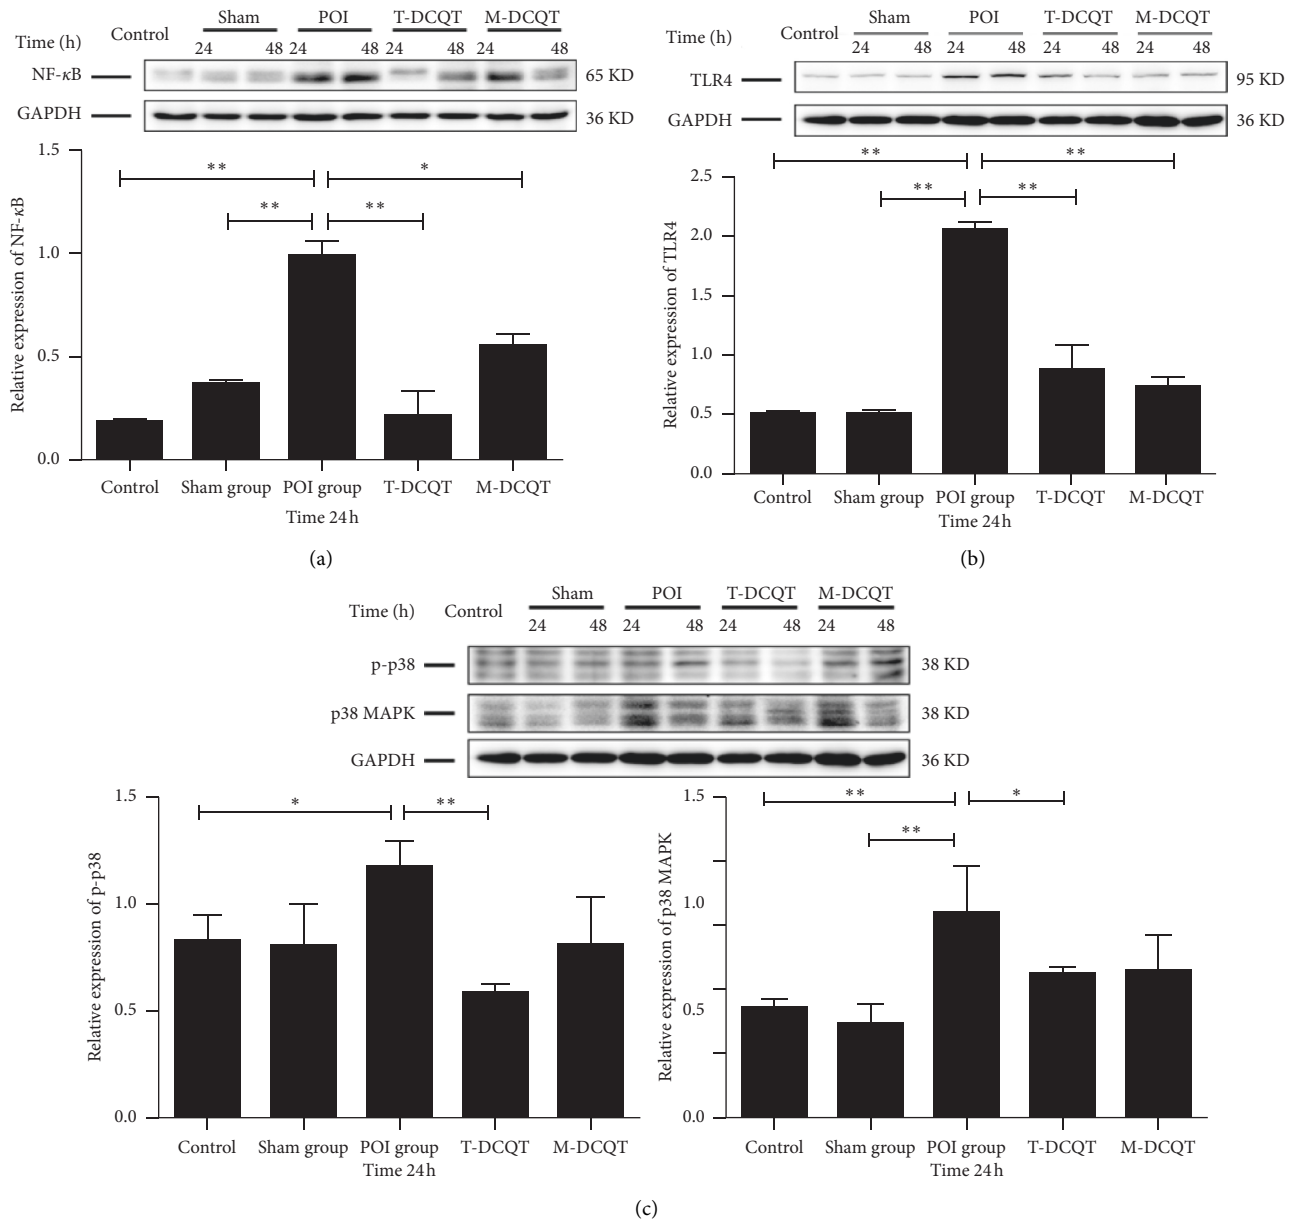 Sham POI T-DCQT M-DCQT
Time (h) Control 24 48 24 48 24 48 24 48
NF-κB 65 KD
GAPDH 36 KD
Relative expression of NF-κB
1.5
1.0
0.5
0.0
** *
** **
Control Sham group POI group T-DCQT M-DCQT
Time 24h
(a)
Sham POI T-DCQT M-DCQT
Time (h) Control 24 48 24 48 24 48 24 48
TLR4 95 KD
GAPDH 36 KD
Relative expression of TLR4
2.5
2.0
1.5
1.0
0.5
0.0
** **
** **
Control Sham group POI group T-DCQT M-DCQT
Time 24h
(b)
Sham POI T-DCQT M-DCQT
Time (h) Control 24 48 24 48 24 48 24 48
p-p38 38 KD
p38 MAPK 38 KD
GAPDH 36 KD
Relative expression of p-p38
1.5
1.0
0.5
0.0
* **
Control Sham group POI group T-DCQT M-DCQT
Time 24h
Relative expression of p38 MAPK
1.5
1.0
0.5
0.0
** *
**
Control Sham group POI group T-DCQT M-DCQT
Time 24h
(c)